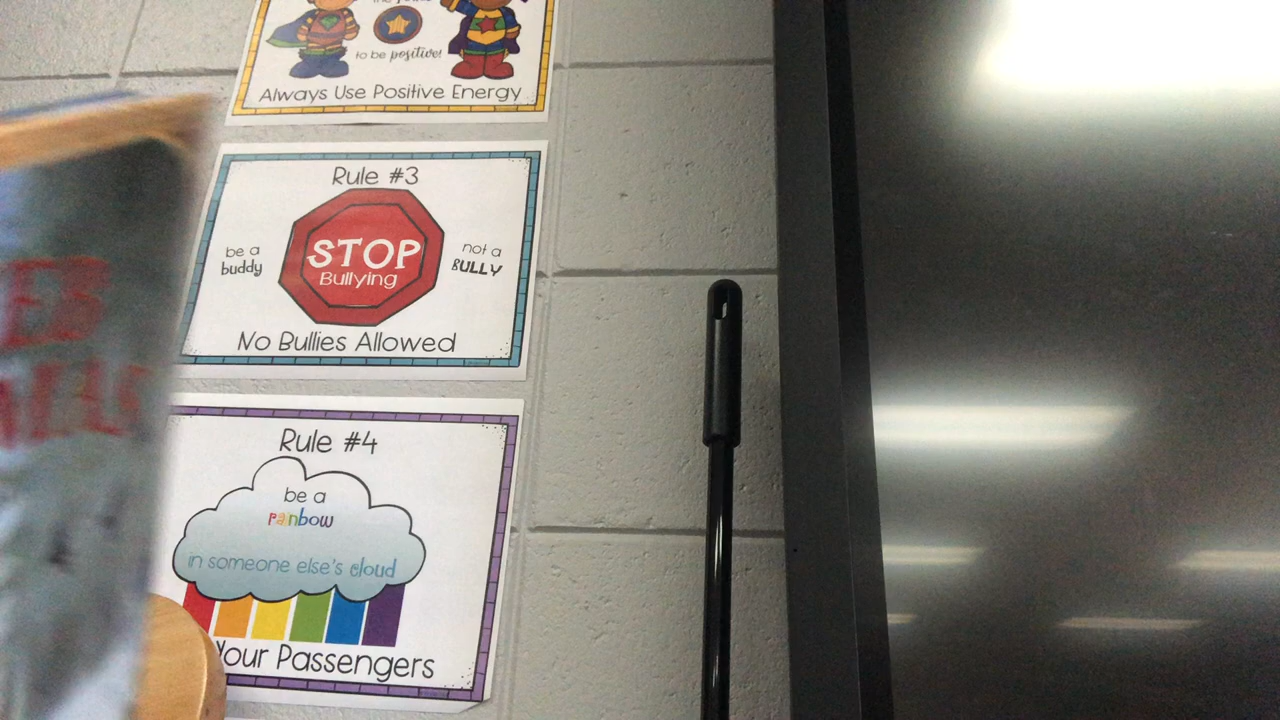 to be positive!
Always Use Positive Energy
Rule #3
be a
buddy
STOP
Bullying
not a
BULLY
No Bullies Allowed
Rule #4
be a
rainbow
in someone else's cloud
Your Passengers